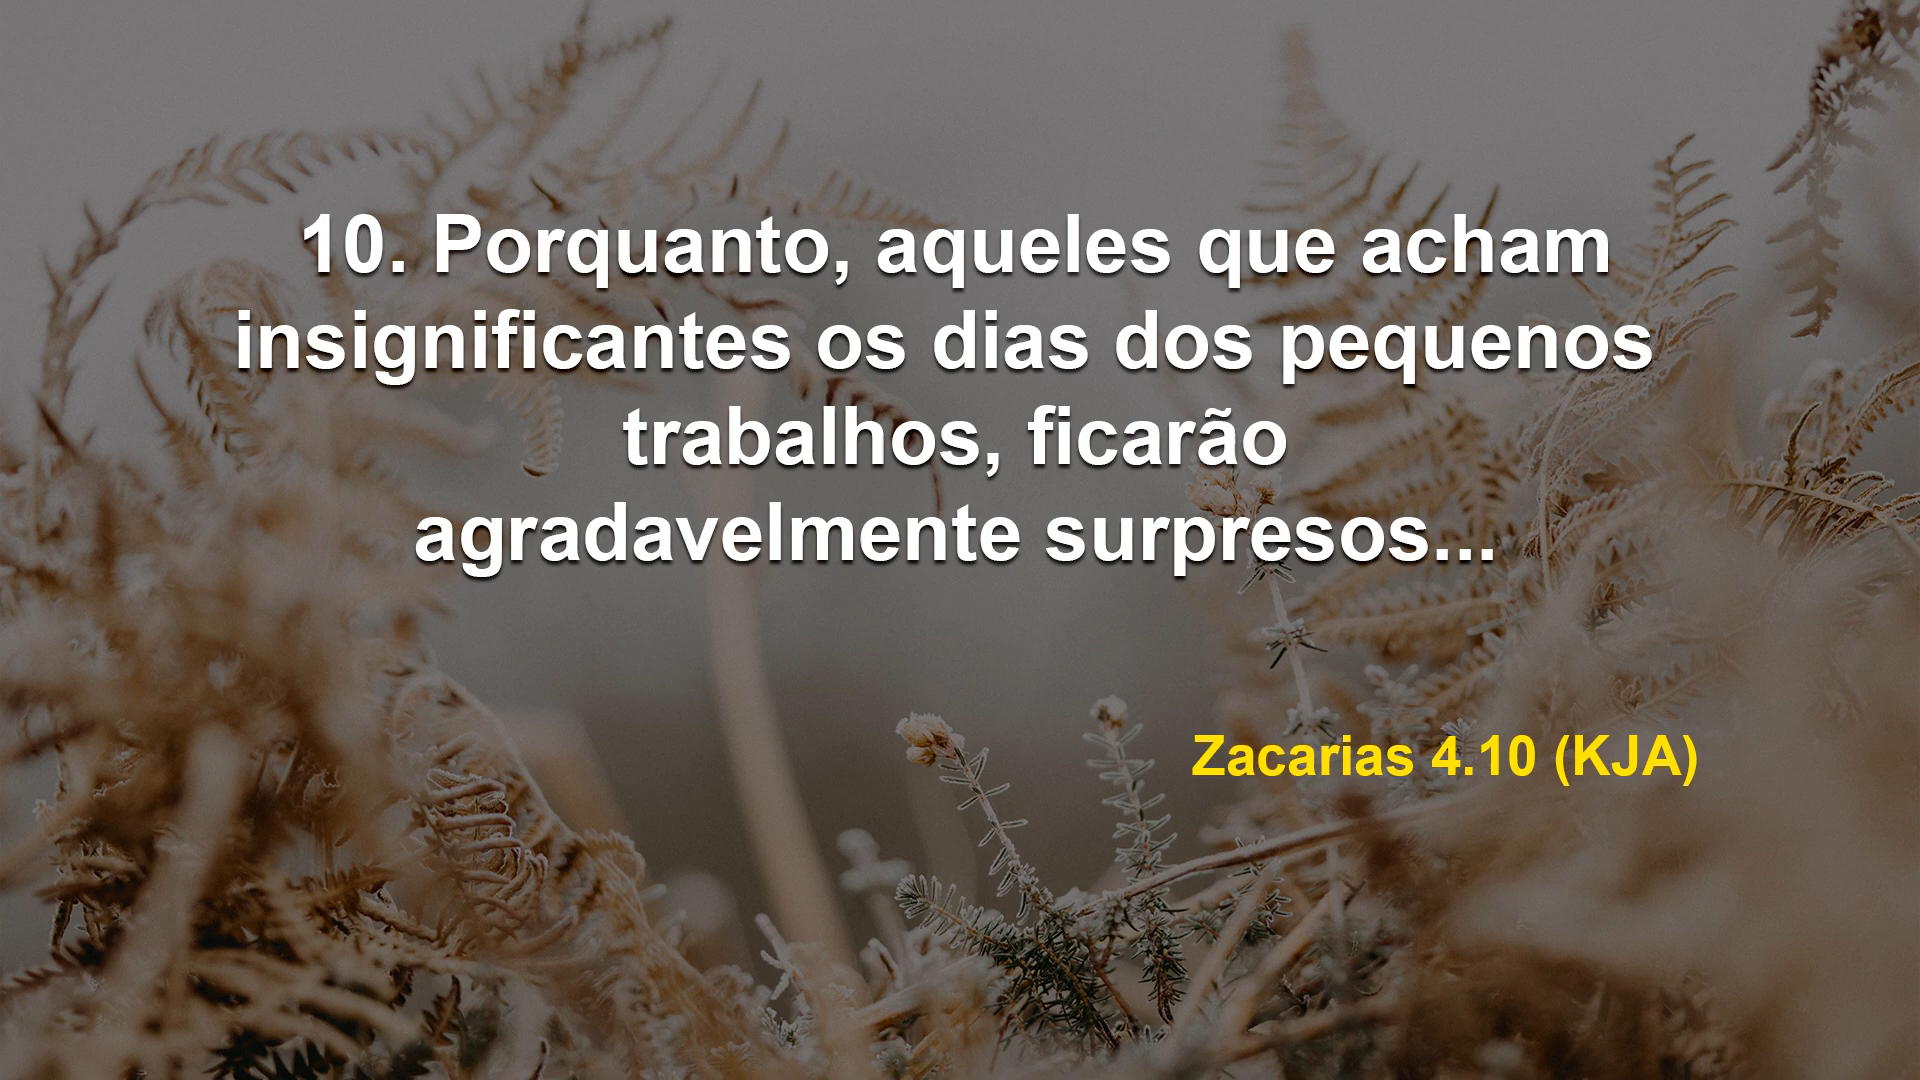 10. Porquanto, aqueles que acham
insignificantes os dias dos pequenos
trabalhos, ficarão
agradavelmente surpresos...
Zacarias 4.10 (KJA)